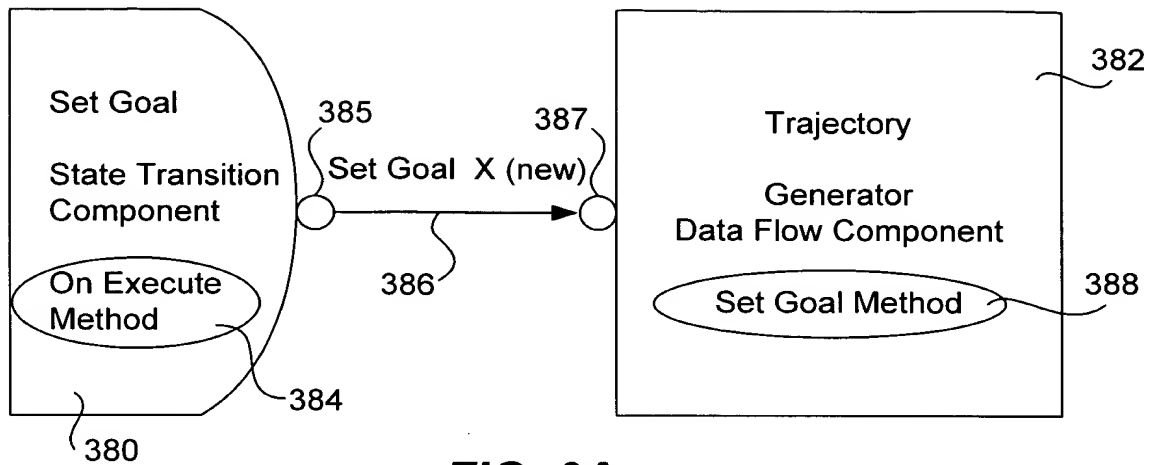 382
Set Goal
385
387
Trajectory
State Transition
Component
Set Goal X (new)
Generator
Data Flow Component
On Execute
Method
386
Set Goal Method
388
384
380